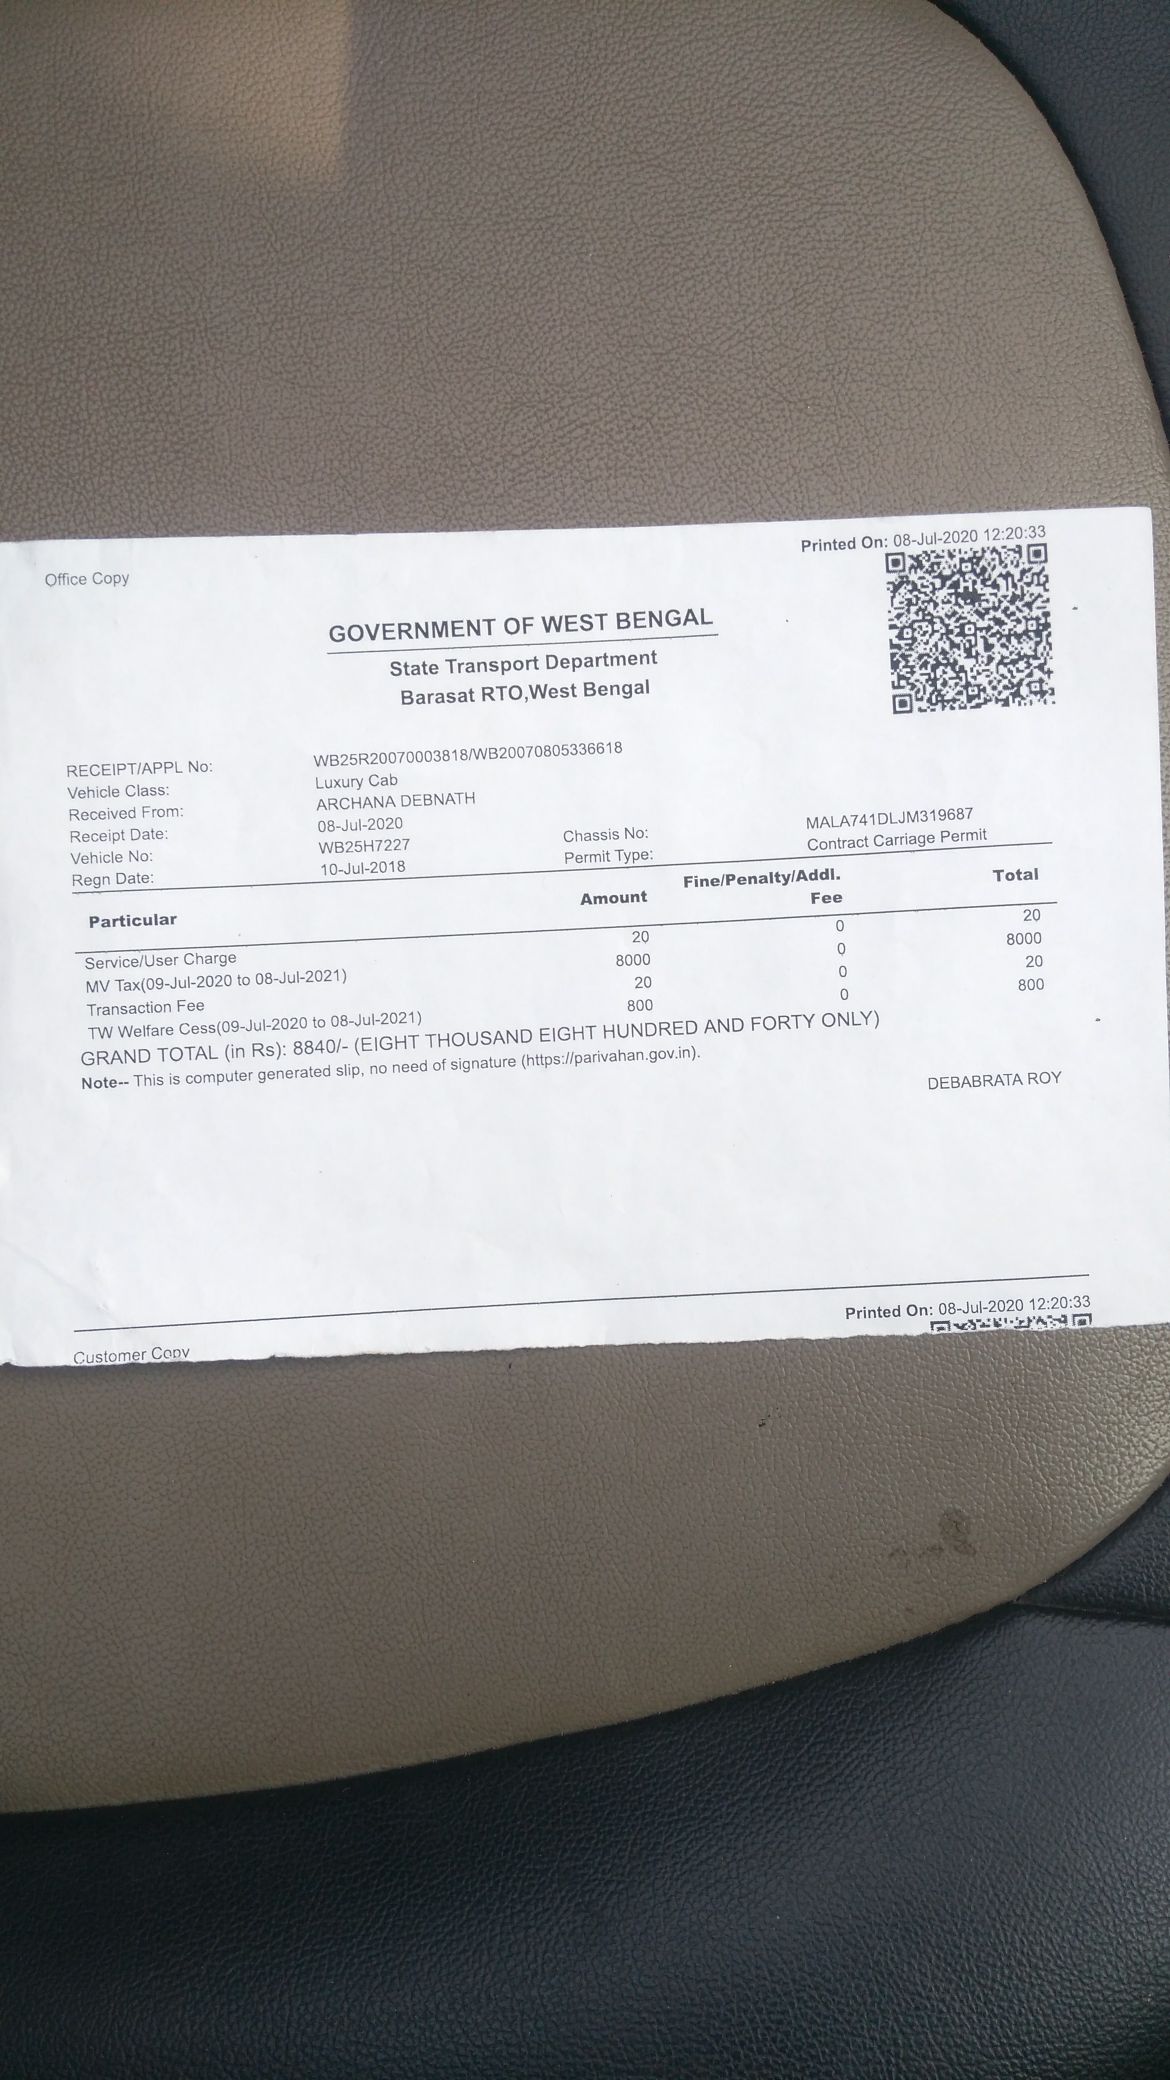 Printed On: 08-Jul-2020 12:20:33
Office Copy
GOVERNMENT OF WEST BENGAL
State Transport Department
Barasat RTO,West Bengal
RECEIPT/APPL No: WB25R20070003818/WB20070805336618
Vehicle Class: Luxury Cab
Received From: ARCHANA DEBNATH
Receipt Date: 08-Jul-2020
Vehicle No: WB25H7227 Chassis No: MALA741DLJM319687
Regn Date: 10-Jul-2018 Permit Type: Contract Carriage Permit
Particular Amount Fine/Penalty/Addl. Fee Total
Service/User Charge 20 0 20
MV Tax(09-Jul-2020 to 08-Jul-2021) 8000 0 8000
Transaction Fee 20 0 20
TW Welfare Cess(09-Jul-2020 to 08-Jul-2021) 800 0 800
GRAND TOTAL (in Rs): 8840/- (EIGHT THOUSAND EIGHT HUNDRED AND FORTY ONLY)
Note-- This is computer generated slip, no need of signature (https://parivahan.gov.in).
DEBABRATA ROY
Printed On: 08-Jul-2020 12:20:33
Customer Copy